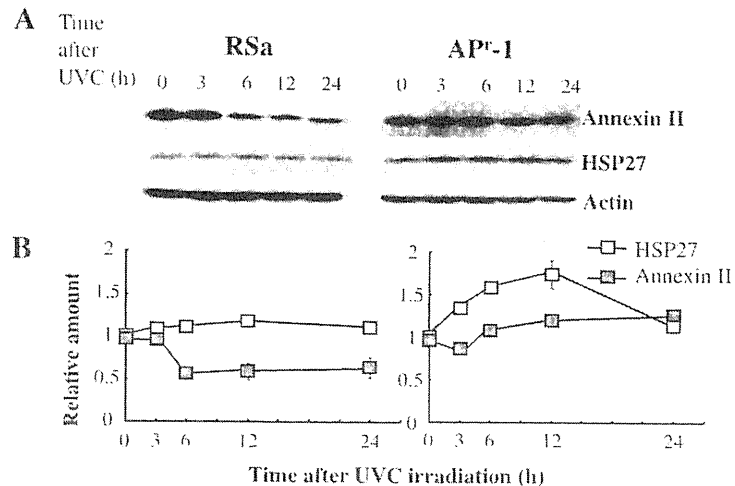 A
Time
after
UVC (h)
RSa
APr-1
0 3 6 12 24
0 3 6 12 24
Annexin II
HSP27
Actin
B
Relative amount
2
1.5
1
0.5
0
0 3 6 12 24
2
1.5
1
0.5
0
0 3 6 12 24
HSP27
Annexin II
Time after UVC irradiation (h)